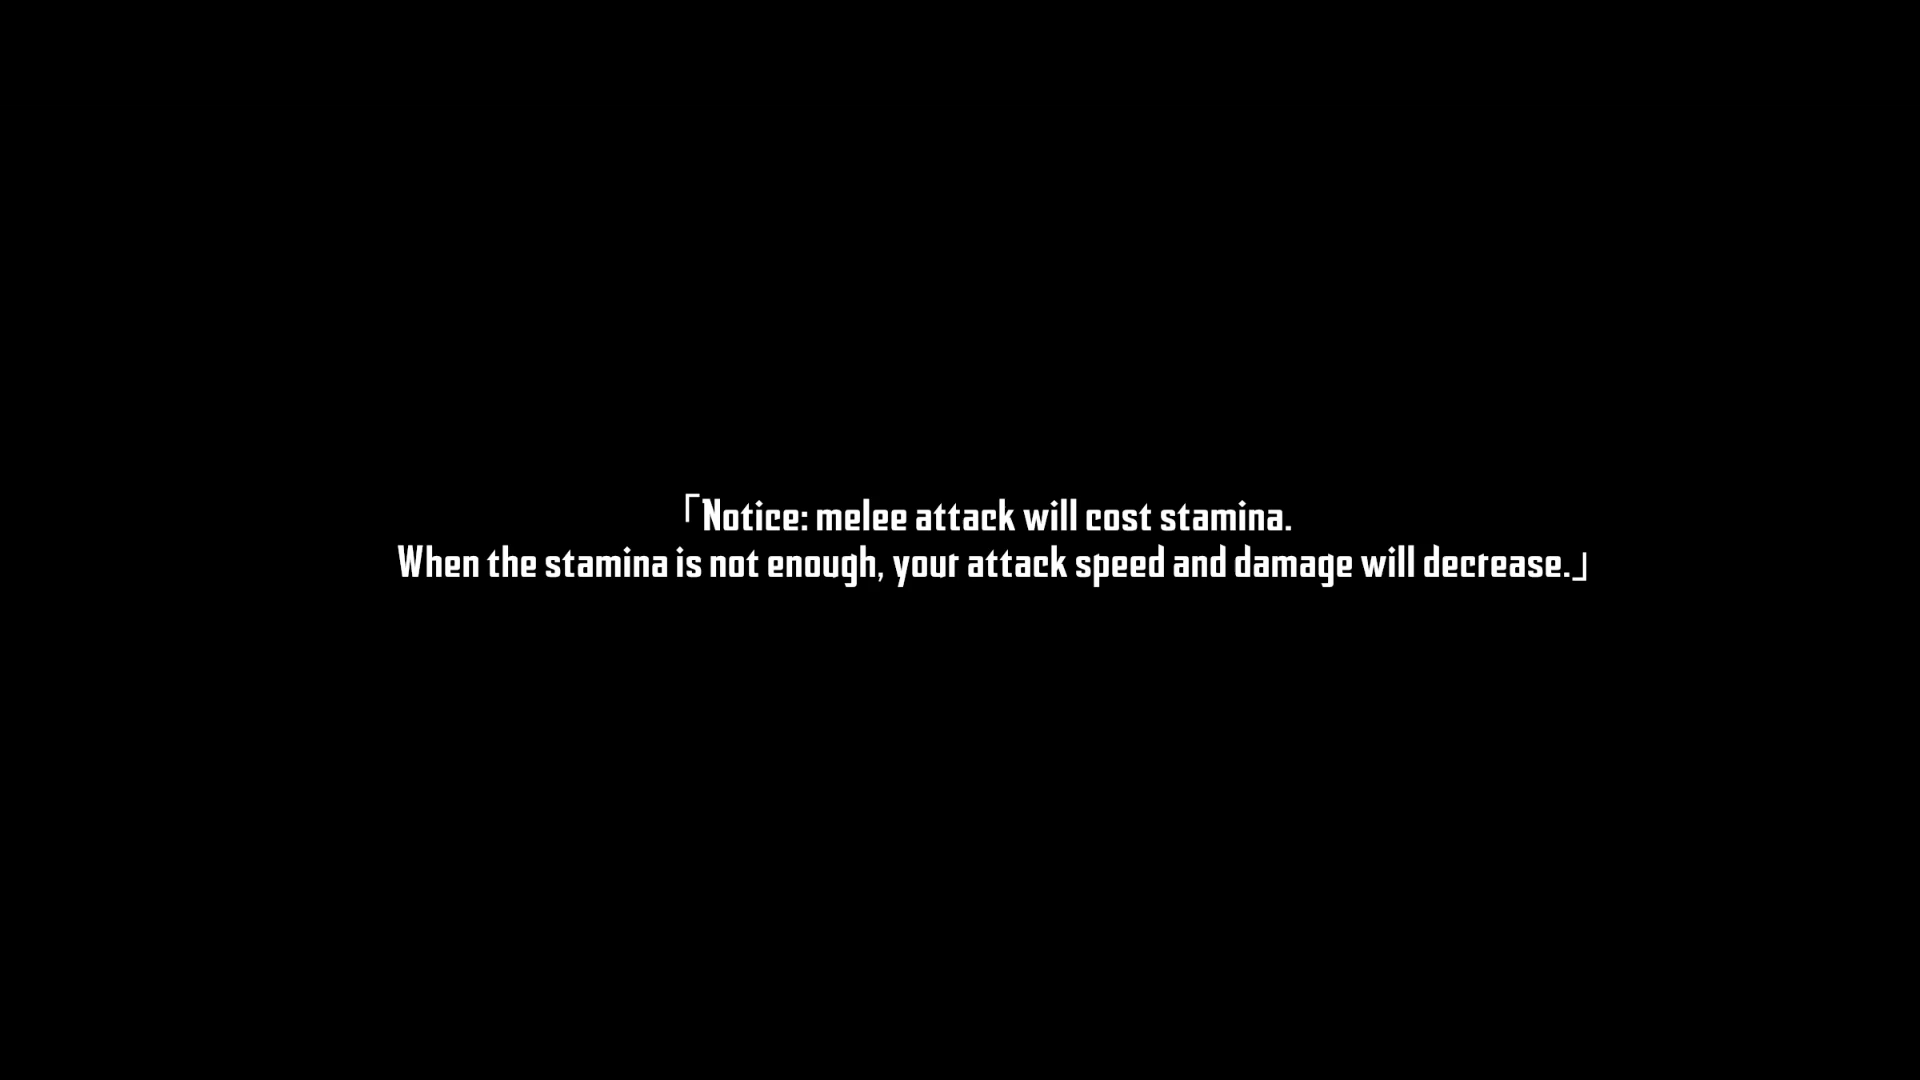 「Notice: melee attack will cost stamina.
When the stamina is not enough, your attack speed and damage will decrease.」